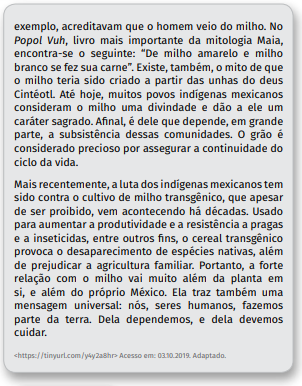 exemplo, acreditavam que o homem veio do milho. No
Popol Vuh, livro mais importante da mitologia Maia,
encontra-se o seguinte: “De milho amarelo e milho
branco se fez sua carne”. Existe, também, o mito de que
o milho teria sido criado a partir das unhas do deus
Cintéotl. Até hoje, muitos povos indígenas mexicanos
consideram o milho uma divindade e dão a ele um
caráter sagrado. Afinal, é dele que depende, em grande
parte, a subsistência dessas comunidades. O grão é
considerado precioso por assegurar a continuidade do
ciclo da vida.
Mais recentemente, a luta dos indígenas mexicanos tem
sido contra o cultivo de milho transgênico, que apesar
de ser proibido, vem acontecendo há décadas. Usado
para aumentar a produtividade e a resistência a pragas
e a inseticidas, entre outros fins, o cereal transgênico
provoca o desaparecimento de espécies nativas, além
de prejudicar a agricultura familiar. Portanto, a forte
relação com o milho vai muito além da planta em
si, e além do próprio México. Ela traz também uma
mensagem universal: nós, seres humanos, fazemos
parte da terra. Dela dependemos, e dela devemos
cuidar.
<https://tinyurl.com/y4y2a8hr> Acesso em: 03.10.2019. Adaptado.